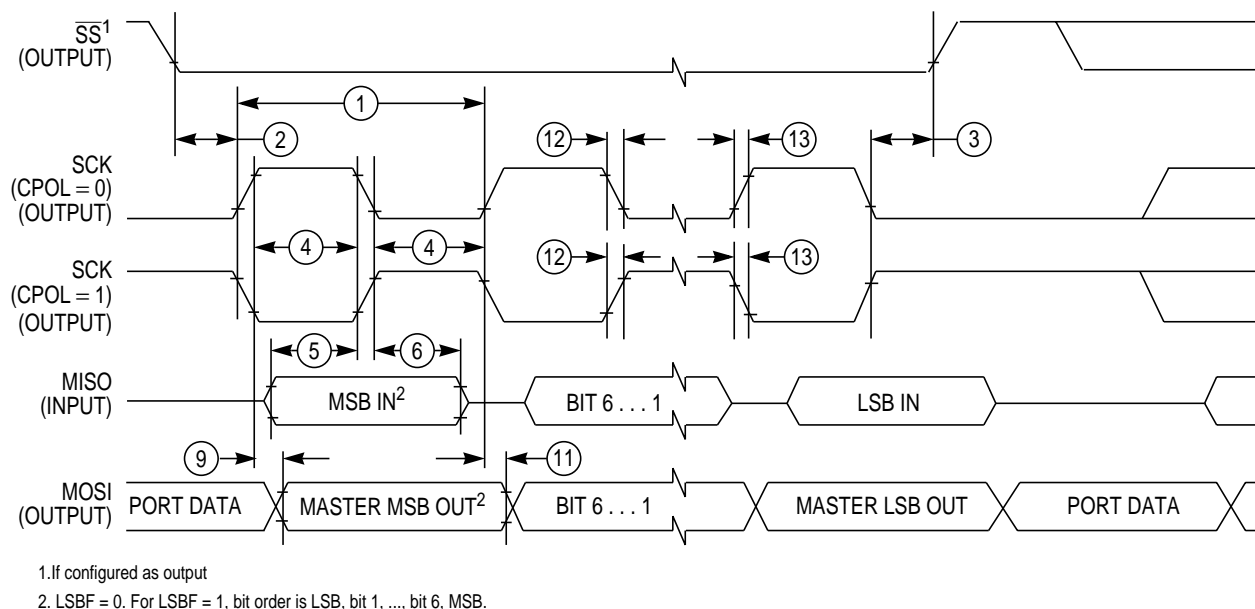 SS1
(OUTPUT)
1
2
12
13
3
SCK
(CPOL = 0)
(OUTPUT)
4
4
12
13
SCK
(CPOL = 1)
(OUTPUT)
5
6
MISO
(INPUT)
MSB IN2
BIT 6 . . . 1
LSB IN
9
11
MOSI
(OUTPUT)
PORT DATA
MASTER MSB OUT2
BIT 6 . . . 1
MASTER LSB OUT
PORT DATA
1.If configured as output
2. LSBF = 0. For LSBF = 1, bit order is LSB, bit 1, ..., bit 6, MSB.